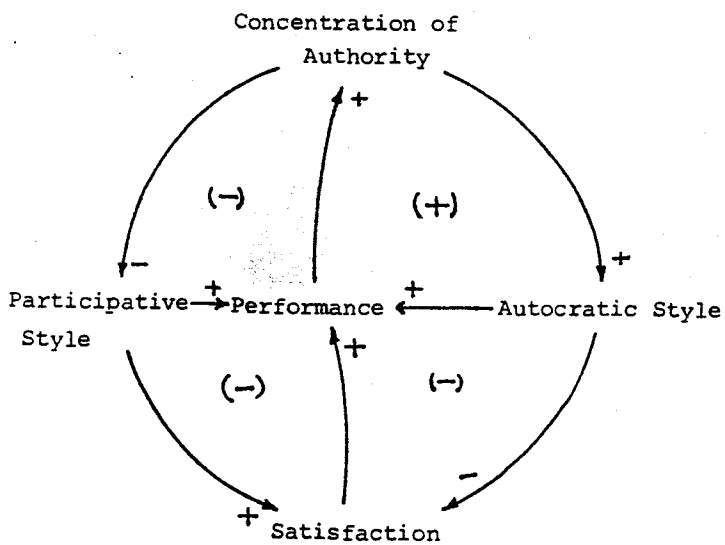 Concentration of
Authority
+
(-)
(+)
-
+
Participative
Style
+
Performance
+
Autocratic Style
+
(-)
(-)
-
+
Satisfaction